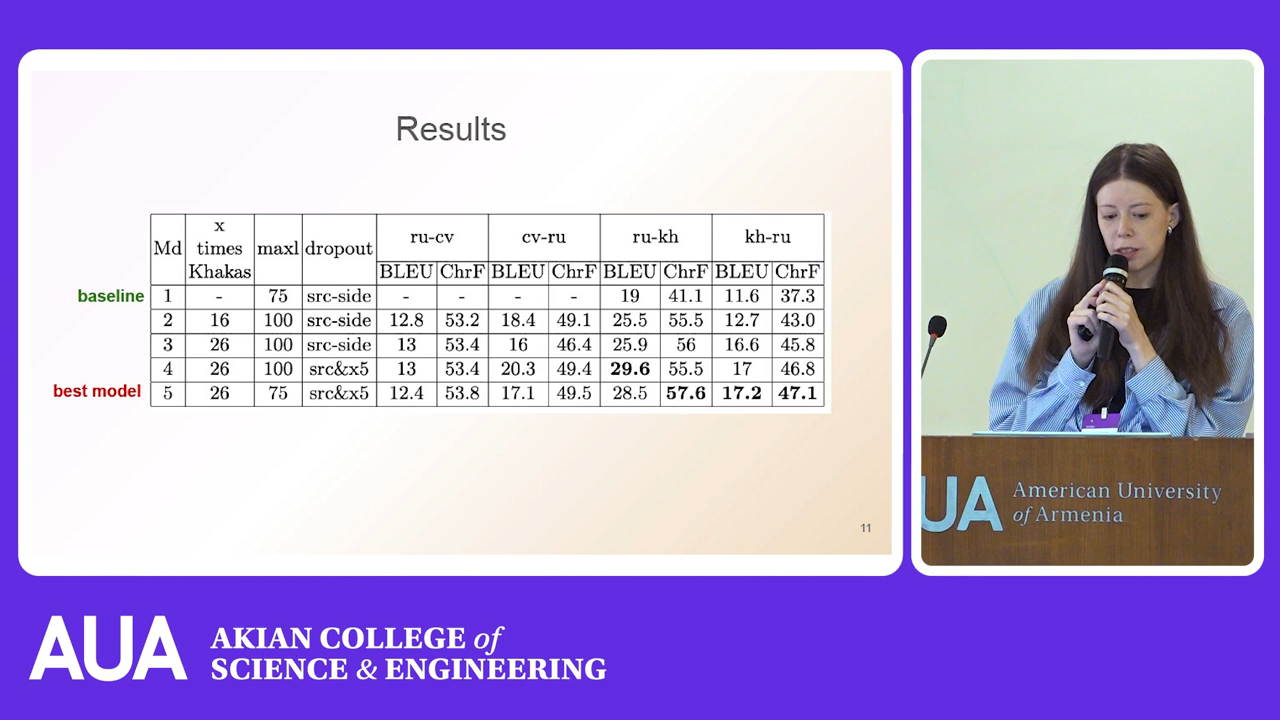 Results
Md x times Khakas maxl dropout ru-cv cv-ru ru-kh kh-ru
BLEU ChrF BLEU ChrF BLEU ChrF BLEU ChrF
baseline 1 - 75 src-side - - - - 19 41.1 11.6 37.3
2 16 100 src-side 12.8 53.2 18.4 49.1 25.5 55.5 12.7 43.0
3 26 100 src-side 13 53.4 16 46.4 25.9 56 16.6 45.8
4 26 100 src&x5 13 53.4 20.3 49.4 29.6 55.5 17 46.8
best model 5 26 75 src&x5 12.4 53.8 17.1 49.5 28.5 57.6 17.2 47.1
11
UA American University
of Armenia
AUA AKIAN COLLEGE of
SCIENCE & ENGINEERING